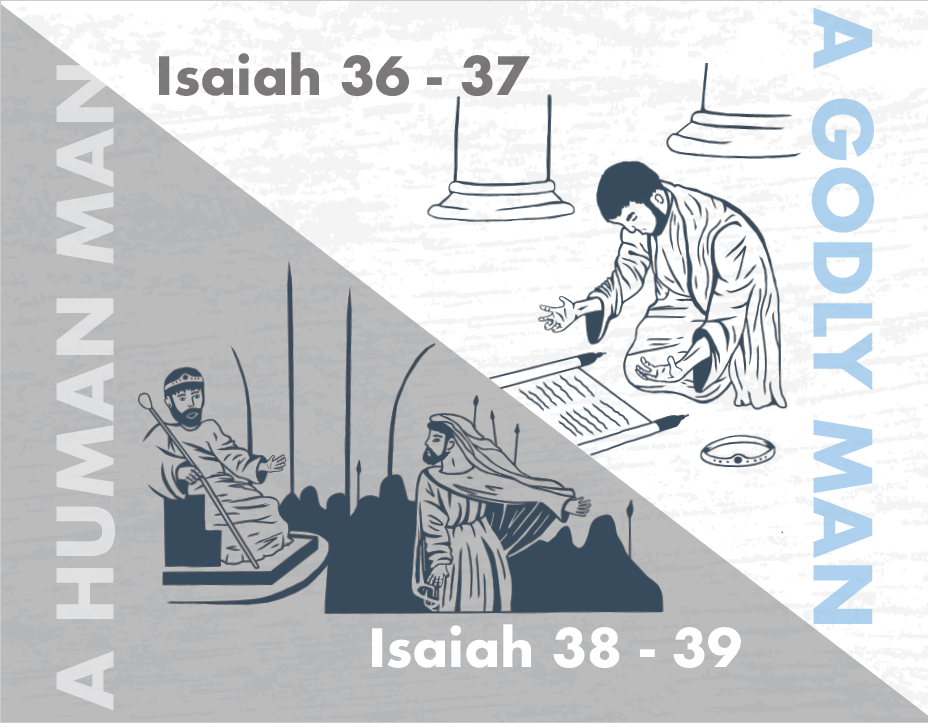 Isaiah 36 - 37
A GODLY MAN
A HUMAN MAN
Isaiah 38 - 39